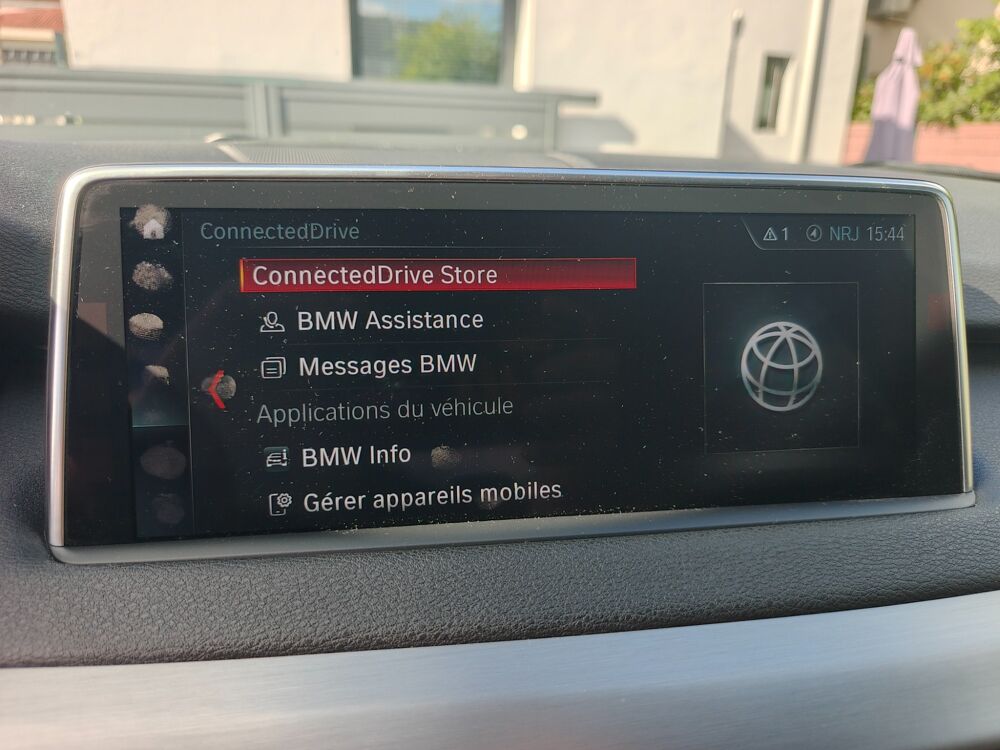 ConnectedDrive
1 NRJ 15:44
ConnectedDrive Store
BMW Assistance
Messages BMW
Applications du véhicule
BMW Info
Gérer appareils mobiles